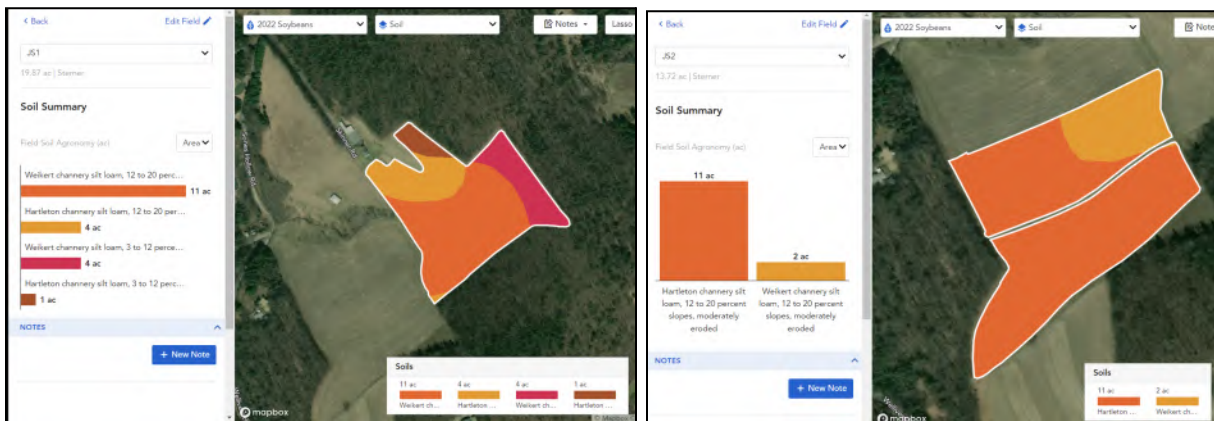 < Back
Edit Field
JS1
19.87 ac | Sterner
Soil Summary
Field Soil Agronomy (ac)
Area
Weikert channery silt loam, 12 to 20 perc...
11 ac
Hartleton channery silt loam, 12 to 20 per...
4 ac
Weikert channery silt loam, 3 to 12 perce...
4 ac
Hartleton channery silt loam, 3 to 12 perc...
1 ac
NOTES
+ New Note
2022 Soybeans
Soil
Notes
Lasso
Soils
11 ac
4 ac
4 ac
1 ac
Weikert ch...
Hartleton ...
Weikert ch...
Hartleton ...
mapbox
© Mapbox
< Back
Edit Field
JS2
13.72 ac | Sterner
Soil Summary
Field Soil Agronomy (ac)
Area
11 ac
2 ac
Hartleton channery silt
loam, 12 to 20 percent
slopes, moderately
eroded
Weikert channery silt
loam, 12 to 20 percent
slopes, moderately
eroded
NOTES
+ New Note
2022 Soybeans
Soil
Note
Soils
11 ac
2 ac
Hartleton ...
Weikert ch...
mapbox